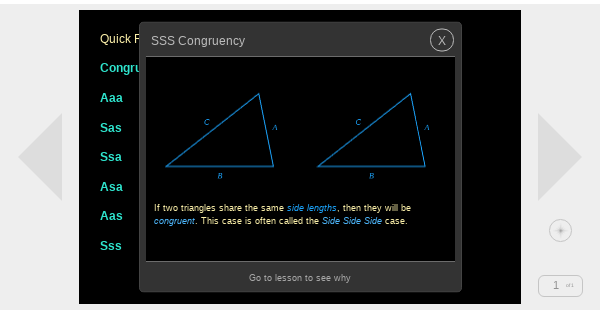 Quick
SSS Congruency
X
Aaa
Sas
Ssa
Asa
Aas
Sss
C
A
B
C
A
B
If two triangles share the same side lengths, then they will be
congruent. This case is often called the Side Side Side case.
Go to lesson to see why
1 of 1